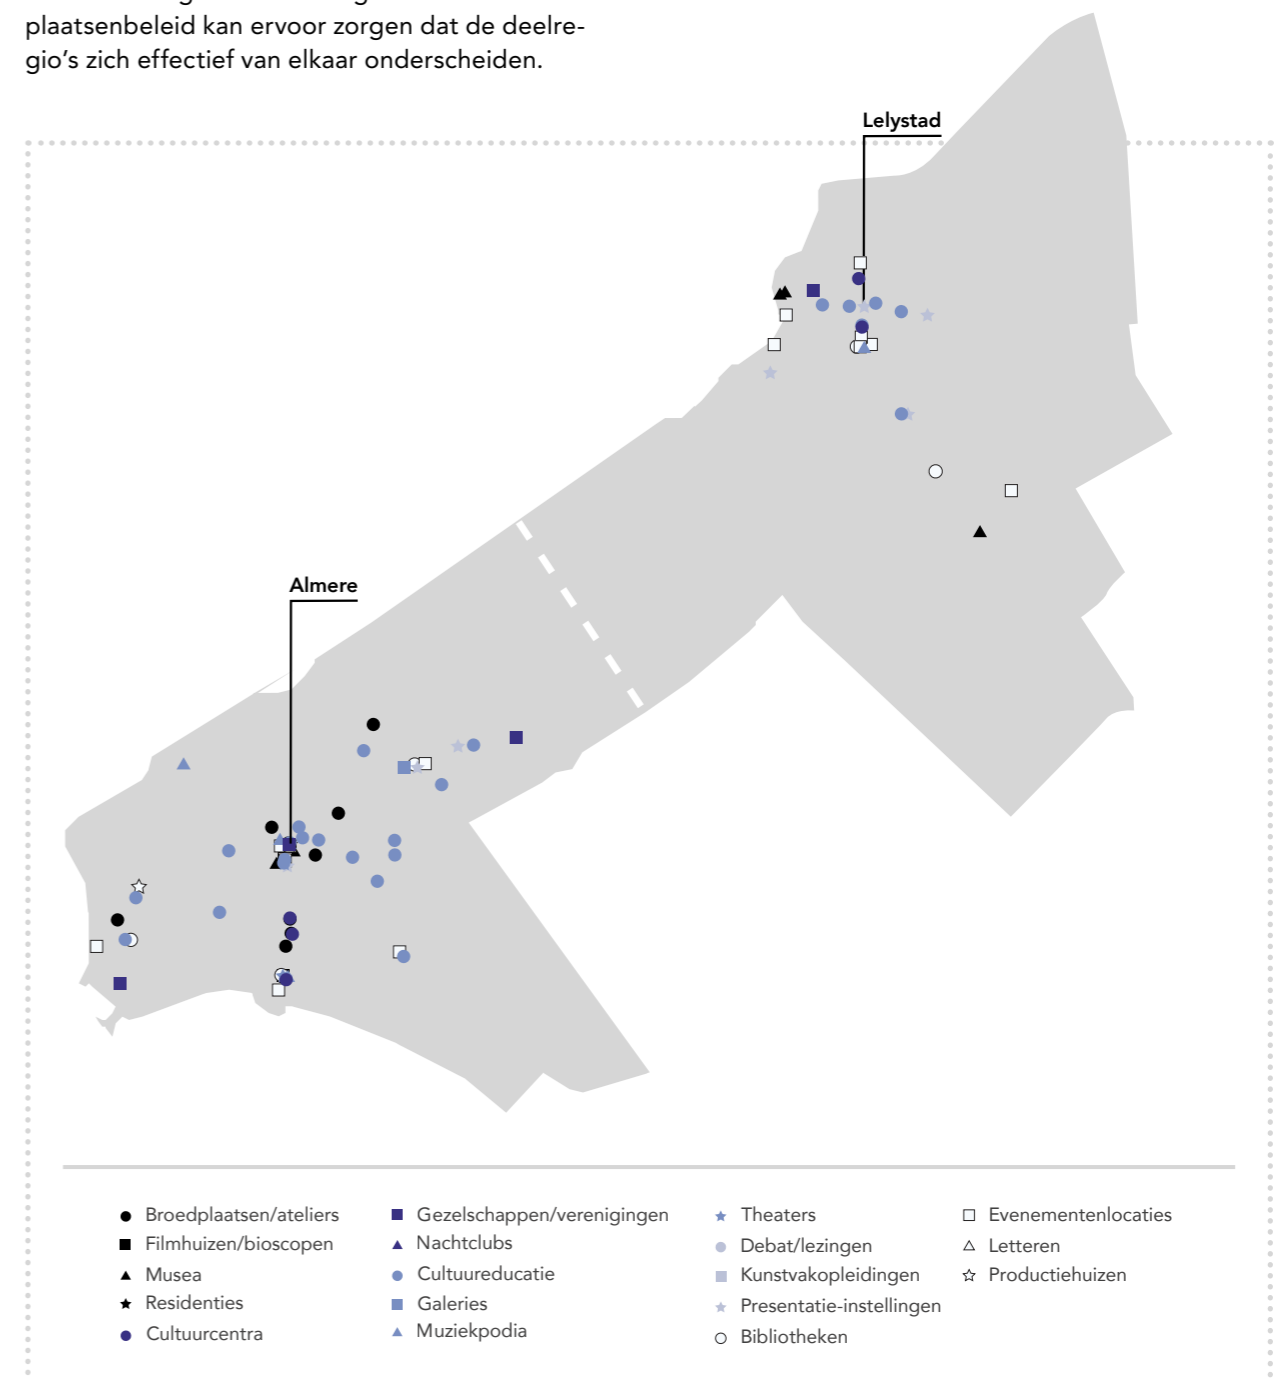 plaatsenbeleid kan ervoor zorgen dat de deelre-
gio's zich effectief van elkaar onderscheiden.
Lelystad
Almere
Broedplaatsen/ateliers
Filmhuizen/bioscopen
Musea
Residenties
Cultuurcentra
Gezelschappen/verenigingen
Nachtclubs
Cultuureducatie
Galeries
Muziekpodia
Theaters
Debat/lezingen
Kunstvakopleidingen
Presentatie-instellingen
Bibliotheken
Evenementenlocaties
Letteren
Productiehuizen